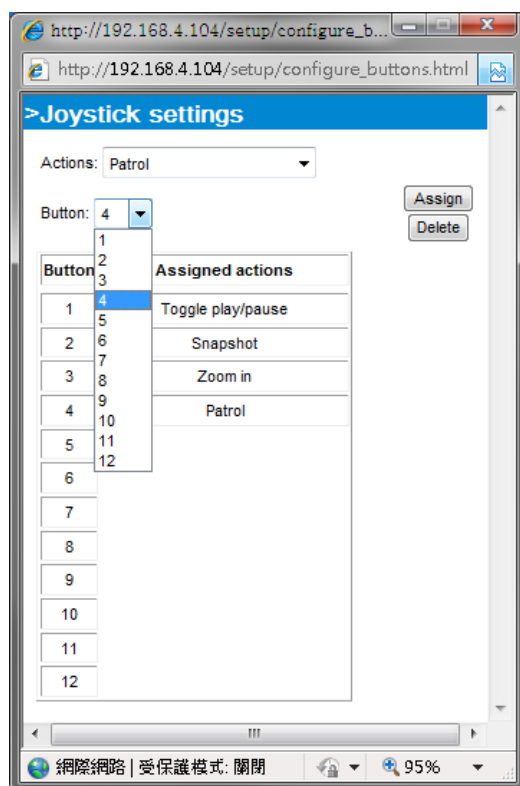 http://192.168.4.104/setup/configure_b...
http://192.168.4.104/setup/configure_buttons.html
>Joystick settings
Actions: Patrol
Assign
Button: 4
Delete
1
2
3
4
5
6
7
8
9
10
11
12
Button Assigned actions
1 Toggle play/pause
2 Snapshot
3 Zoom in
4 Patrol
5
6
7
8
9
10
11
12
網際網路 | 受保護模式: 關閉 95%